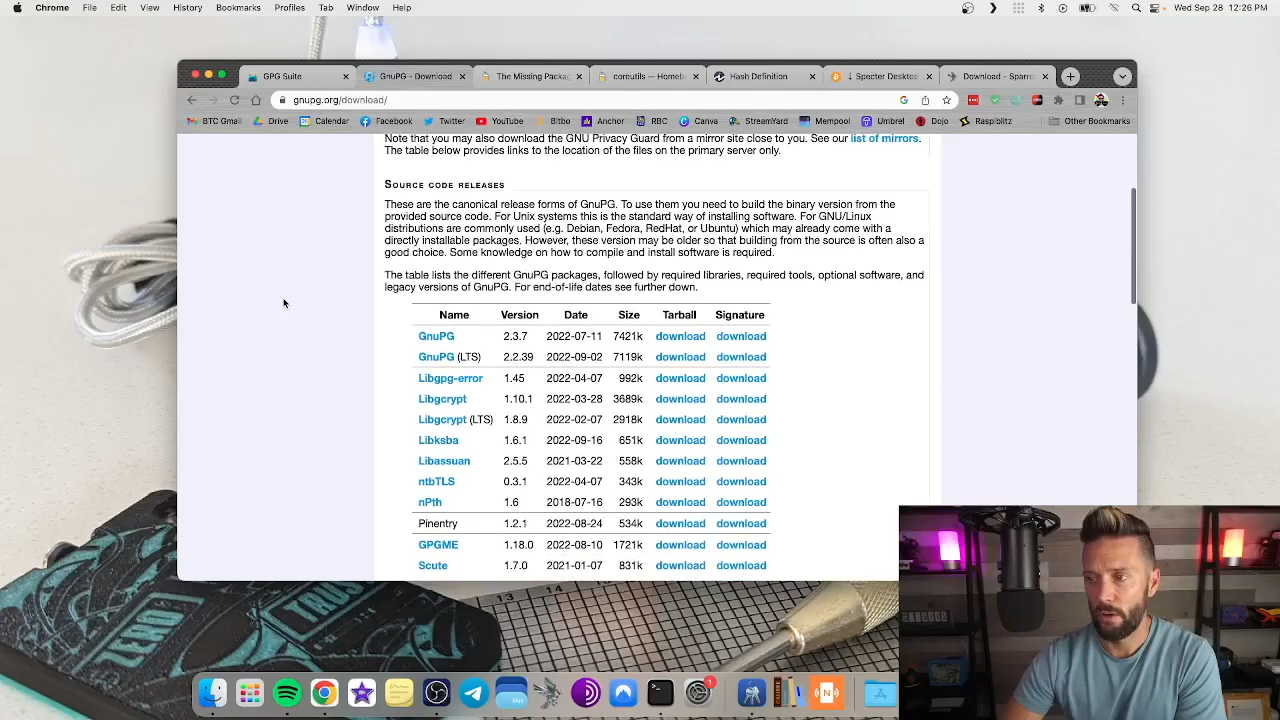 Chrome File Edit View History Bookmarks Profiles Tab Window Help Wed Sep 28 12:26 PM
GPG Suite GnuPG - Download The Missing Packag coreutils — Homeb Hash Definition Specter Desktop Download - Sparro
gnupg.org/download/
BTC Gmail Drive Calendar Facebook Twitter YouTube Bitbo Anchor RBC Canva StreamYard Mempool Umbrel Dojo Raspiblitz Other Bookmarks
Note that you may also download the GNU Privacy Guard from a mirror site close to you. See our list of mirrors.
The table below provides links to the location of the files on the primary server only.
Source code releases
These are the canonical release forms of GnuPG. To use them you need to build the binary version from the
provided source code. For Unix systems this is the standard way of installing software. For GNU/Linux
distributions are commonly used (e.g. Debian, Fedora, RedHat, or Ubuntu) which may already come with a
directly installable packages. However, these version may be older so that building from the source is often also a
good choice. Some knowledge on how to compile and install software is required.
The table lists the different GnuPG packages, followed by required libraries, required tools, optional software, and
legacy versions of GnuPG. For end-of-life dates see further down.
Name Version Date Size Tarball Signature
GnuPG 2.3.7 2022-07-11 7421k download download
GnuPG (LTS) 2.2.39 2022-09-02 7119k download download
Libgpg-error 1.45 2022-04-07 992k download download
Libgcrypt 1.10.1 2022-03-28 3689k download download
Libgcrypt (LTS) 1.8.9 2022-02-07 2918k download download
Libksba 1.6.1 2022-09-16 651k download download
Libassuan 2.5.5 2021-03-22 558k download download
ntbTLS 0.3.1 2022-04-07 343k download download
nPth 1.6 2018-07-16 293k download download
Pinentry 1.2.1 2022-08-24 534k download download
GPGME 1.18.0 2022-08-10 1721k download download
Scute 1.7.0 2021-01-07 831k download download
13 14
1